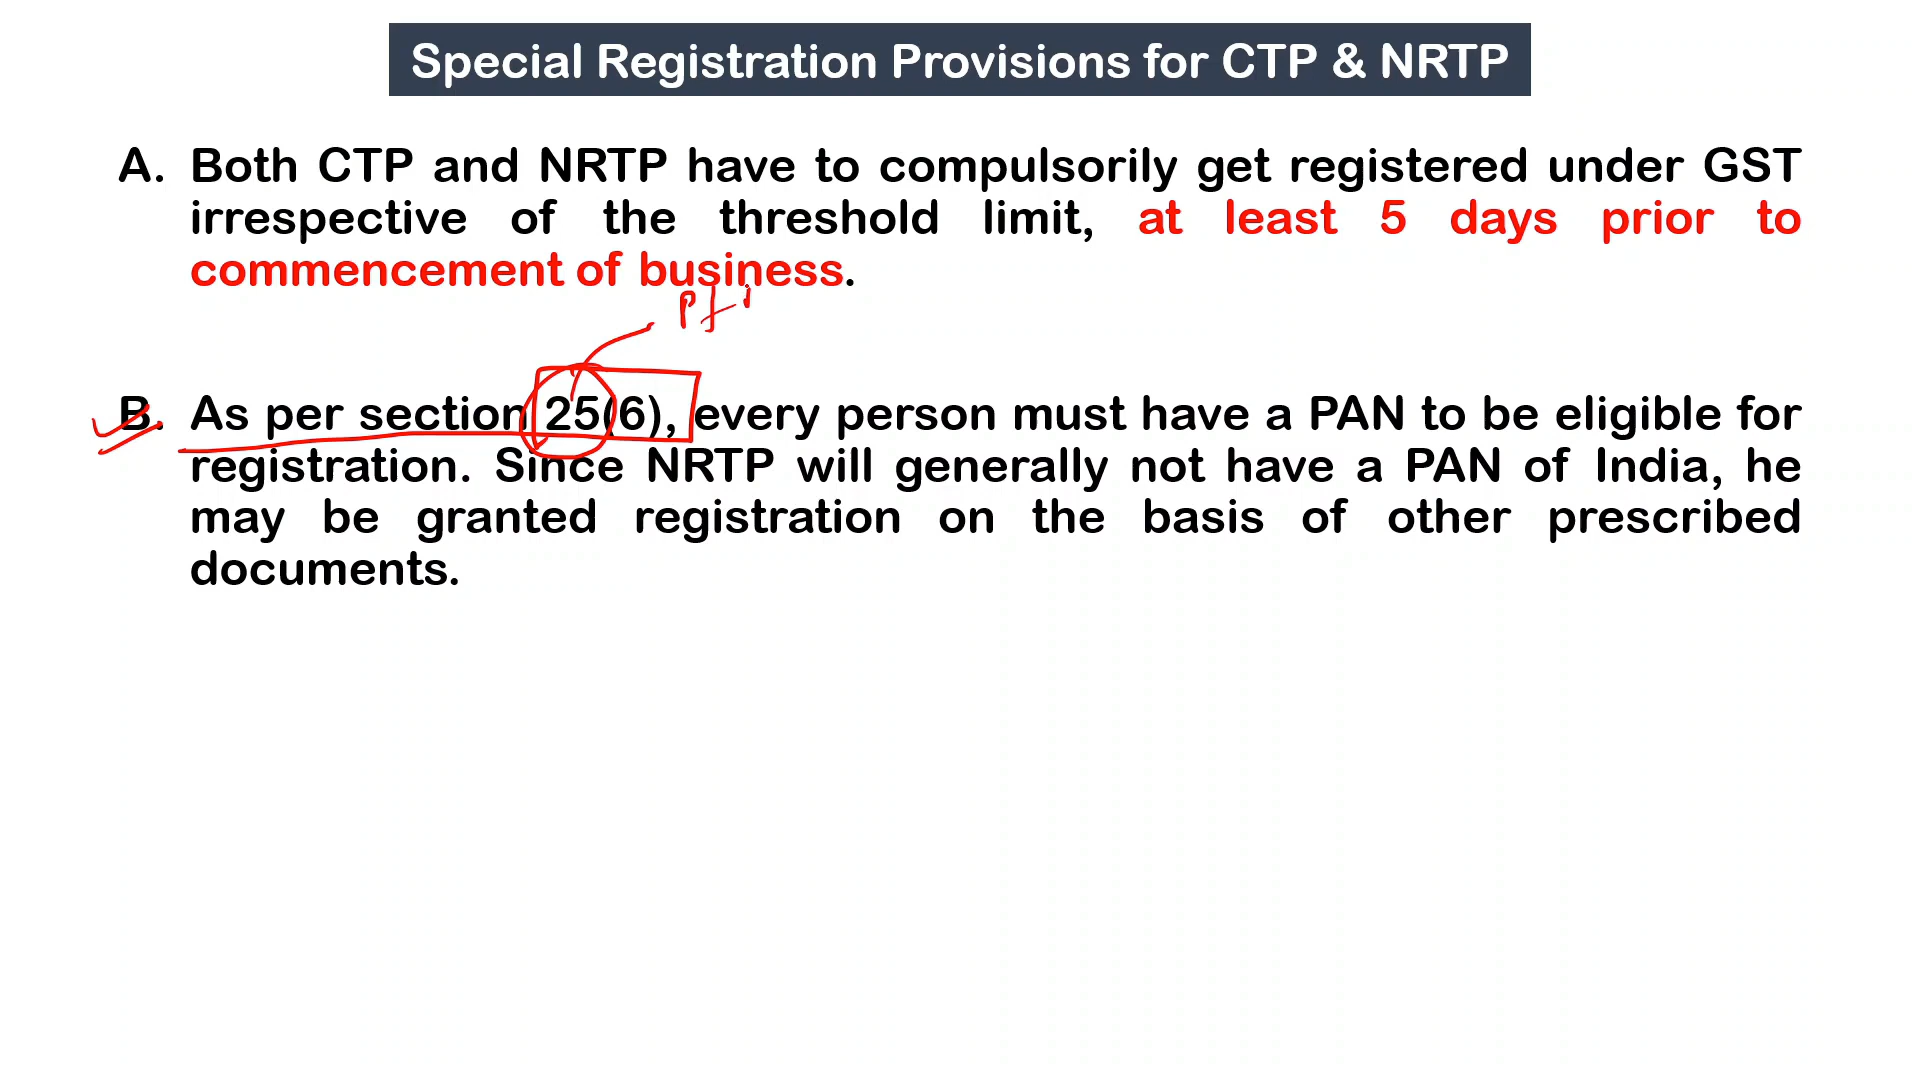 Special Registration Provisions for CTP & NRTP
A. Both CTP and NRTP have to compulsorily get registered under GST
irrespective of the threshold limit, at least 5 days prior to
commencement of business.
B. As per section 25(6), every person must have a PAN to be eligible for
registration. Since NRTP will generally not have a PAN of India, he
may be granted registration on the basis of other prescribed
documents.